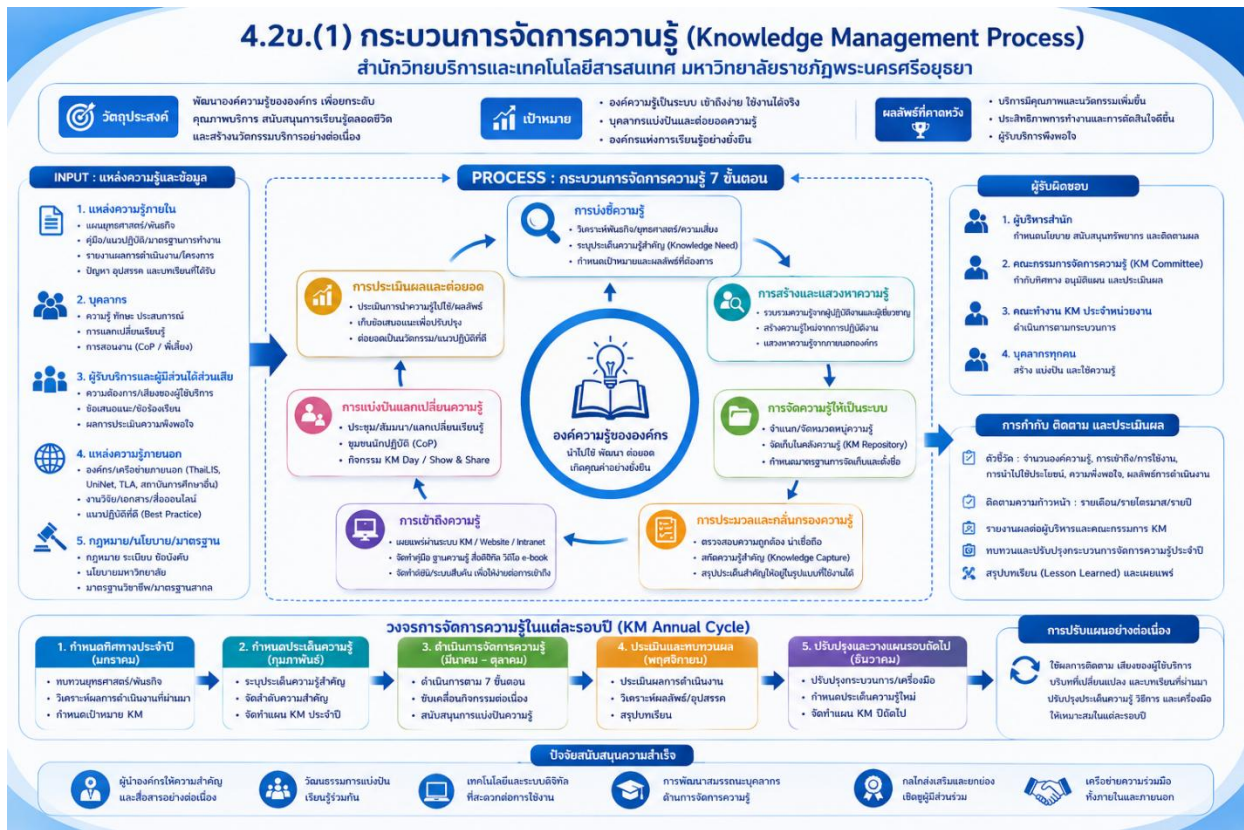 4.2ข.(1) กระบวนการจัดการความรู้ (Knowledge Management Process)
สำนักวิทยบริการและเทคโนโลยีสารสนเทศ มหาวิทยาลัยราชภัฏพระนครศรีอยุธยา
วัตถุประสงค์
พัฒนาองค์ความรู้ขององค์กร เพื่อยกระดับ
คุณภาพบริการ สนับสนุนการเรียนรู้ตลอดชีวิต
และสร้างนวัตกรรมบริการอย่างต่อเนื่อง
เป้าหมาย
• องค์ความรู้เป็นระบบ เข้าถึงง่าย ใช้งานได้จริง
• บุคลากรแบ่งปันและต่อยอดความรู้
• องค์กรแห่งการเรียนรู้อย่างยั่งยืน
ผลลัพธ์ที่คาดหวัง
• บริการมีคุณภาพและนวัตกรรมเพิ่มขึ้น
• ประสิทธิภาพการทำงานและการตัดสินใจดีขึ้น
• ผู้รับบริการพึงพอใจ
INPUT : แหล่งความรู้และข้อมูล
1. แหล่งความรู้ภายใน
• แผนยุทธศาสตร์/พันธกิจ
• คู่มือ/แนวปฏิบัติ/มาตรฐานการทำงาน
• รายงานผลการดำเนินงาน/โครงการ
• ปัญหา อุปสรรค และบทเรียนที่ได้รับ
2. บุคลากร
• ความรู้ ทักษะ ประสบการณ์
• การแลกเปลี่ยนเรียนรู้
• การสอนงาน (CoP / พี่เลี้ยง)
3. ผู้รับบริการและผู้มีส่วนได้ส่วนเสีย
• ความต้องการ/เสียงของผู้ใช้บริการ
• ข้อเสนอแนะ/ข้อร้องเรียน
• ผลการประเมินความพึงพอใจ
4. แหล่งความรู้ภายนอก
• องค์กร/เครือข่ายภายนอก (ThaiLIS,
UniNet, TLA, สถาบันการศึกษาอื่น)
• งานวิจัย/เอกสาร/สื่อออนไลน์
• แนวปฏิบัติที่ดี (Best Practice)
5. กฎหมาย/นโยบาย/มาตรฐาน
• กฎหมาย ระเบียบ ข้อบังคับ
• นโยบายมหาวิทยาลัย
• มาตรฐานวิชาชีพ/มาตรฐานสากล
PROCESS : กระบวนการจัดการความรู้ 7 ขั้นตอน
การบ่งชี้ความรู้
• วิเคราะห์พันธกิจ/ยุทธศาสตร์/ความเสี่ยง
• ระบุประเด็นความรู้สำคัญ (Knowledge Need)
• กำหนดเป้าหมายและผลลัพธ์ที่ต้องการ
การสร้างและแสวงหาความรู้
• รวบรวมความรู้จากผู้ปฏิบัติงานและผู้เชี่ยวชาญ
• สร้างความรู้ใหม่จากการปฏิบัติงาน
• แสวงหาความรู้จากภายนอกองค์กร
การจัดความรู้ให้เป็นระบบ
• จำแนก/จัดหมวดหมู่ความรู้
• จัดเก็บในคลังความรู้ (KM Repository)
• กำหนดมาตรฐานการจัดเก็บและตั้งชื่อ
การประมวลและกลั่นกรองความรู้
• ตรวจสอบความถูกต้อง น่าเชื่อถือ
• สกัดความรู้สำคัญ (Knowledge Capture)
• สรุปประเด็นสำคัญให้อยู่ในรูปแบบที่ใช้งานได้
การเข้าถึงความรู้
• เผยแพร่ผ่านระบบ KM / Website / Intranet
• จัดทำคู่มือ ฐานความรู้ สื่อดิจิทัล วิดีโอ e-book
• จัดทำดัชนี/ระบบสืบค้น เพื่อให้ง่ายต่อการเข้าถึง
การแบ่งปันแลกเปลี่ยนความรู้
• ประชุม/สัมมนา/แลกเปลี่ยนเรียนรู้
• ชุมชนนักปฏิบัติ (CoP)
• กิจกรรม KM Day / Show & Share
การประเมินผลและต่อยอด
• ประเมินการนำความรู้ไปใช้/ผลลัพธ์
• เก็บข้อเสนอแนะเพื่อปรับปรุง
• ต่อยอดเป็นนวัตกรรม/แนวปฏิบัติที่ดี
องค์ความรู้ขององค์กร
นำไปใช้ พัฒนา ต่อยอด
เกิดคุณค่าอย่างยั่งยืน
ผู้รับผิดชอบ
1. ผู้บริหารสำนัก
กำหนดนโยบาย สนับสนุนทรัพยากร และติดตามผล
2. คณะกรรมการจัดการความรู้ (KM Committee)
กำกับทิศทาง อนุมัติแผน และประเมินผล
3. คณะทำงาน KM ประจำหน่วยงาน
ดำเนินการตามกระบวนการ
4. บุคลากรทุกคน
สร้าง แบ่งปัน และใช้ความรู้
การกำกับ ติดตาม และประเมินผล
ตัวชี้วัด : จำนวนองค์ความรู้, การเข้าถึง/การใช้งาน,
การนำไปใช้ประโยชน์, ความพึงพอใจ, ผลลัพธ์การดำเนินงาน
ติดตามความก้าวหน้า : รายเดือน/รายไตรมาส/รายปี
รายงานผลต่อผู้บริหารและคณะกรรมการ KM
ทบทวนและปรับปรุงกระบวนการจัดการความรู้ประจำปี
สรุปบทเรียน (Lesson Learned) และเผยแพร่
วงจรการจัดการความรู้ในแต่ละรอบปี (KM Annual Cycle)
1. กำหนดทิศทางประจำปี
(มกราคม)
• ทบทวนยุทธศาสตร์/พันธกิจ
• วิเคราะห์ผลการดำเนินงานที่ผ่านมา
• กำหนดเป้าหมาย KM
2. กำหนดประเด็นความรู้
(กุมภาพันธ์)
• ระบุประเด็นความรู้สำคัญ
• จัดลำดับความสำคัญ
• จัดทำแผน KM ประจำปี
3. ดำเนินการจัดการความรู้
(มีนาคม – ตุลาคม)
• ดำเนินการตาม 7 ขั้นตอน
• ขับเคลื่อนกิจกรรมต่อเนื่อง
• สนับสนุนการแบ่งปันความรู้
4. ประเมินและทบทวนผล
(พฤศจิกายน)
• ประเมินผลการดำเนินงาน
• วิเคราะห์ผลลัพธ์/อุปสรรค
• สรุปบทเรียน
5. ปรับปรุงและวางแผนรอบถัดไป
(ธันวาคม)
• ปรับปรุงกระบวนการ/เครื่องมือ
• กำหนดประเด็นความรู้ใหม่
• จัดทำแผน KM ปีถัดไป
การปรับแผนอย่างต่อเนื่อง
ใช้ผลการติดตาม เสียงของผู้ใช้บริการ
บริบทที่เปลี่ยนแปลง และบทเรียนที่ผ่านมา
ปรับปรุงประเด็นความรู้ วิธีการ และเครื่องมือ
ให้เหมาะสมในแต่ละรอบปี
ปัจจัยสนับสนุนความสำเร็จ
ผู้นำองค์กรให้ความสำคัญ
และสื่อสารอย่างต่อเนื่อง
วัฒนธรรมการแบ่งปัน
เรียนรู้ร่วมกัน
เทคโนโลยีและระบบดิจิทัล
ที่สะดวกต่อการใช้งาน
การพัฒนาสมรรถนะบุคลากร
ด้านการจัดการความรู้
กลไกส่งเสริมและยกย่อง
เชิดชูผู้มีส่วนร่วม
เครือข่ายความร่วมมือ
ทั้งภายในและภายนอก